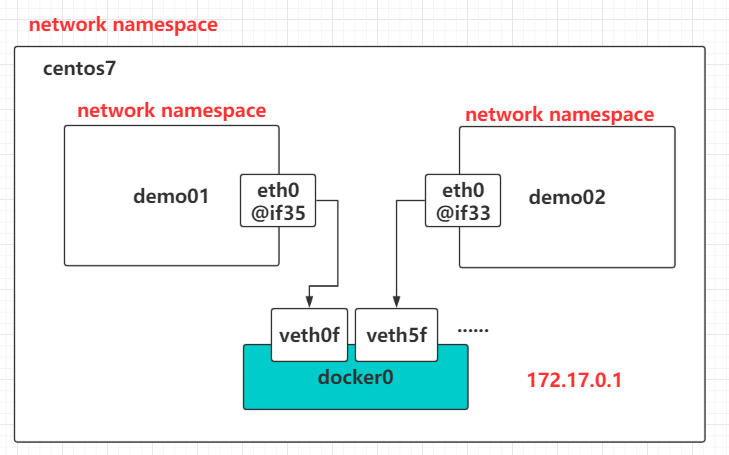 network namespace
centos7
network namespace
network namespace
demo01
eth0
@if35
eth0
@if33
demo02
veth0f
veth5f
······
docker0
172.17.0.1